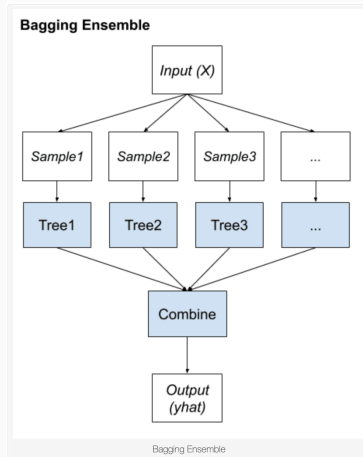 Bagging Ensemble
Input (X)
Sample1
Sample2
Sample3
...
Tree1
Tree2
Tree3
...
Combine
Output
(yhat)
Bagging Ensemble